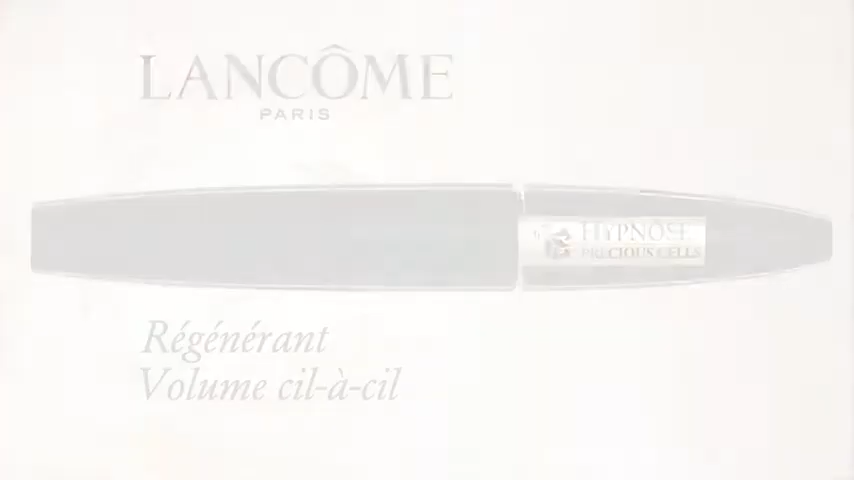 LANCÔME
PARIS
HYPNÔSE
PRECIOUS CELLS
Régénérant
Volume cil-à-cil